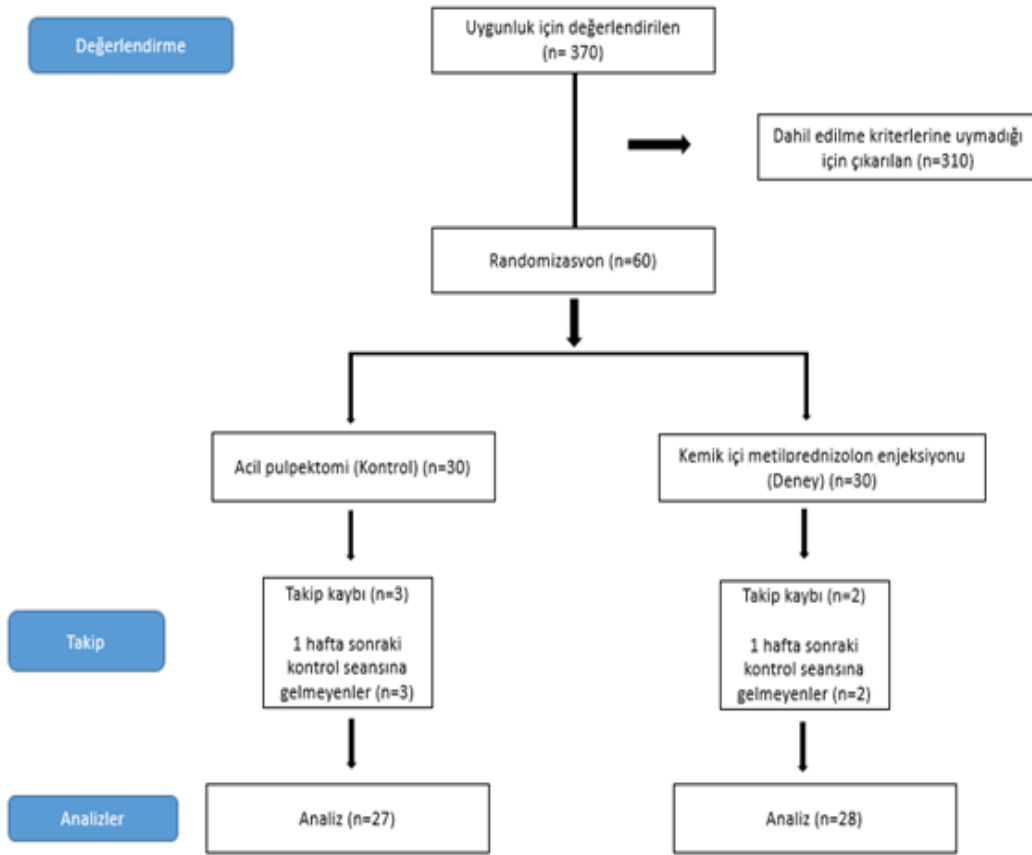 Değerlendirme
Uygunluk için değerlendirilen
(n= 370)
Dahil edilme kriterlerine uymadığı
için çıkarılan (n=310)
Randomizasyon (n=60)
Acil pulpektomi (Kontrol) (n=30)
Kemik içi metilprednizolon enjeksiyonu
(Deney) (n=30)
Takip
Takip kaybı (n=3)
1 hafta sonraki
kontrol seansına
gelmeyenler (n=3)
Takip kaybı (n=2)
1 hafta sonraki
kontrol seansına
gelmeyenler (n=2)
Analizler
Analiz (n=27)
Analiz (n=28)